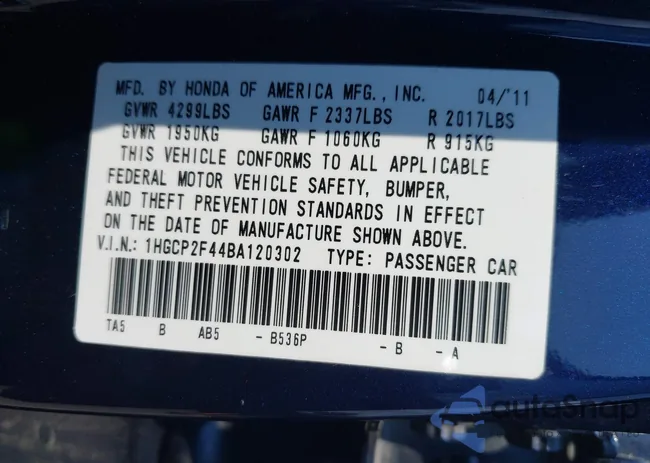 MFD. BY HONDA OF AMERICA MFG., INC. 04/'11
GVWR 4299LBS GAWR F 2337LBS R 2017LBS
GVWR 1950KG GAWR F 1060KG R 915KG
THIS VEHICLE CONFORMS TO ALL APPLICABLE
FEDERAL MOTOR VEHICLE SAFETY, BUMPER,
AND THEFT PREVENTION STANDARDS IN EFFECT
ON THE DATE OF MANUFACTURE SHOWN ABOVE.
V.I.N.: 1HGCP2F44BA120302 TYPE: PASSENGER CAR
TA5 B AB5 - B536P - B - A
autoSnap